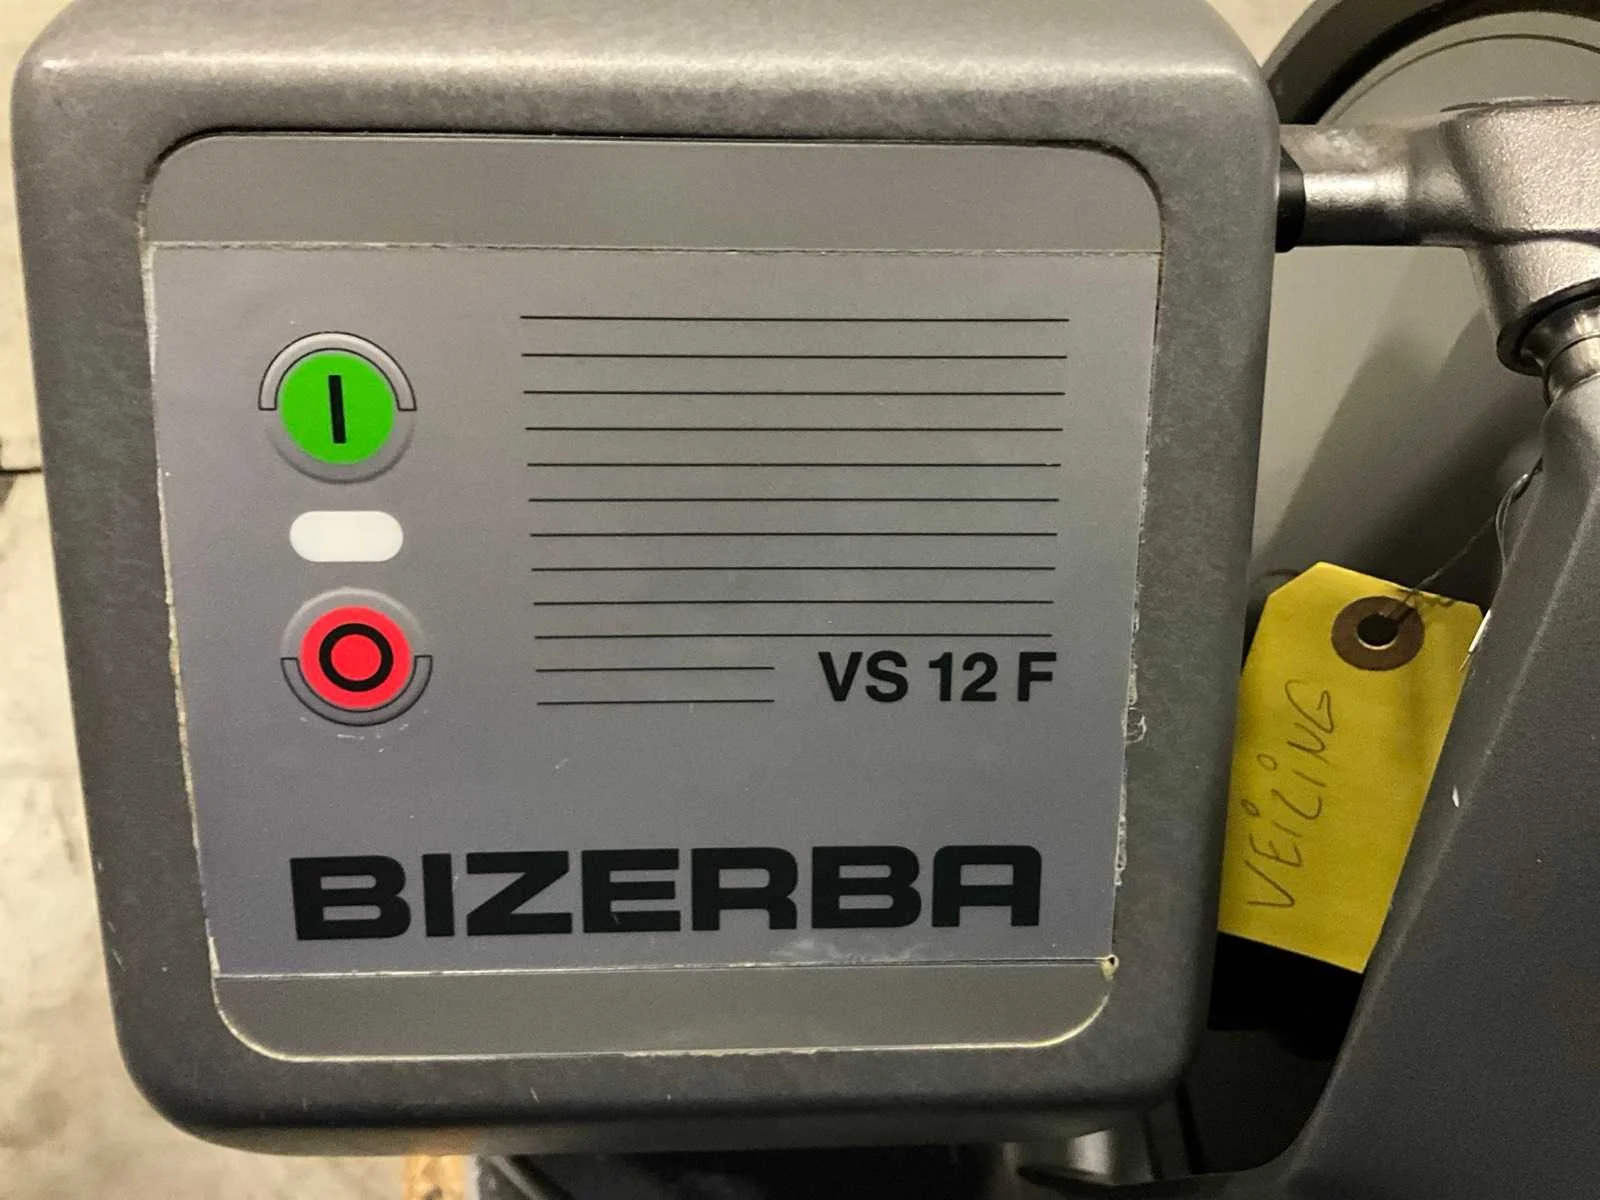 I
O
VS 12 F
BIZERBA
VEiLiNG